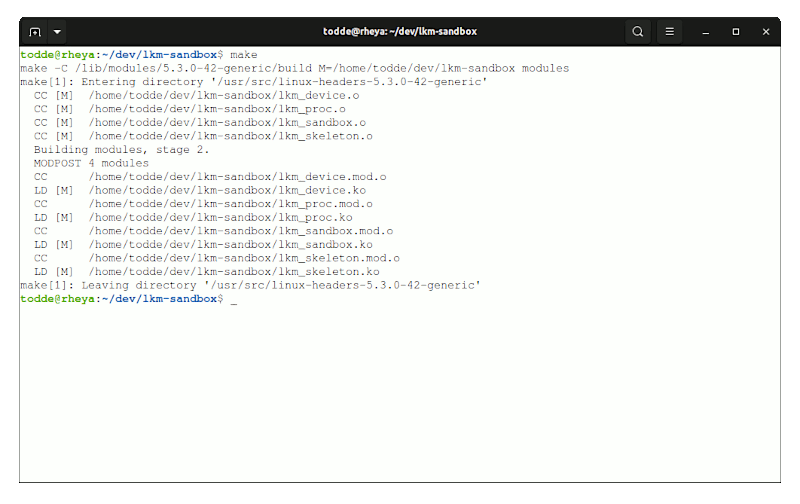 todde@rheya: ~/dev/lkm-sandbox
todde@rheya:~/dev/lkm-sandbox$ make
make -C /lib/modules/5.3.0-42-generic/build M=/home/todde/dev/lkm-sandbox modules
make[1]: Entering directory '/usr/src/linux-headers-5.3.0-42-generic'
  CC [M]  /home/todde/dev/lkm-sandbox/lkm_device.o
  CC [M]  /home/todde/dev/lkm-sandbox/lkm_proc.o
  CC [M]  /home/todde/dev/lkm-sandbox/lkm_sandbox.o
  CC [M]  /home/todde/dev/lkm-sandbox/lkm_skeleton.o
  Building modules, stage 2.
  MODPOST 4 modules
  CC      /home/todde/dev/lkm-sandbox/lkm_device.mod.o
  LD [M]  /home/todde/dev/lkm-sandbox/lkm_device.ko
  CC      /home/todde/dev/lkm-sandbox/lkm_proc.mod.o
  LD [M]  /home/todde/dev/lkm-sandbox/lkm_proc.ko
  CC      /home/todde/dev/lkm-sandbox/lkm_sandbox.mod.o
  LD [M]  /home/todde/dev/lkm-sandbox/lkm_sandbox.ko
  CC      /home/todde/dev/lkm-sandbox/lkm_skeleton.mod.o
  LD [M]  /home/todde/dev/lkm-sandbox/lkm_skeleton.ko
make[1]: Leaving directory '/usr/src/linux-headers-5.3.0-42-generic'
todde@rheya:~/dev/lkm-sandbox$ _